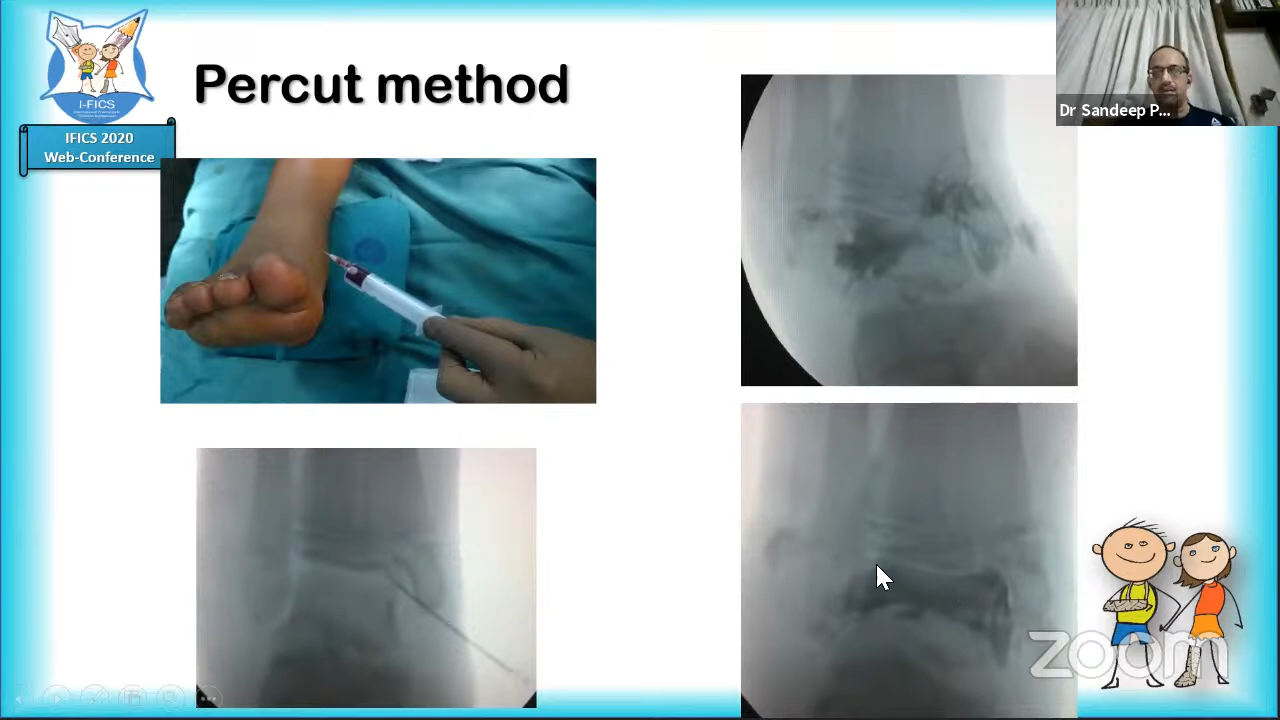 Percut method
I-FICS
IFICS 2020
Web-Conference
Dr Sandeep P...
zoom